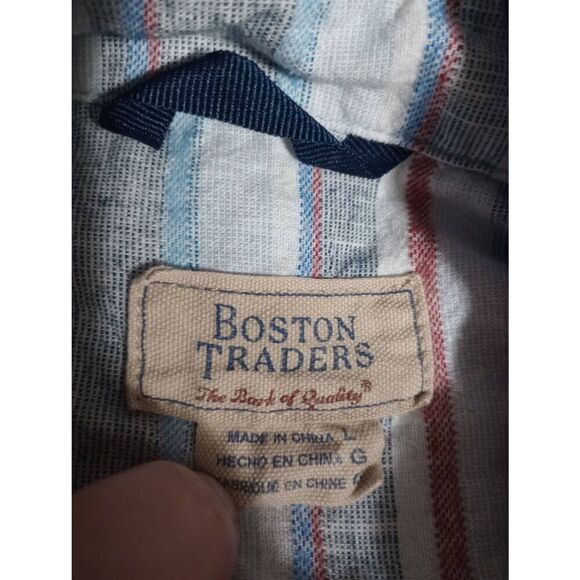 BOSTON
TRADERS
The Bark of Quality®
MADE IN CHINA L
HECHO EN CHINA G
FABRIQUE EN CHINE